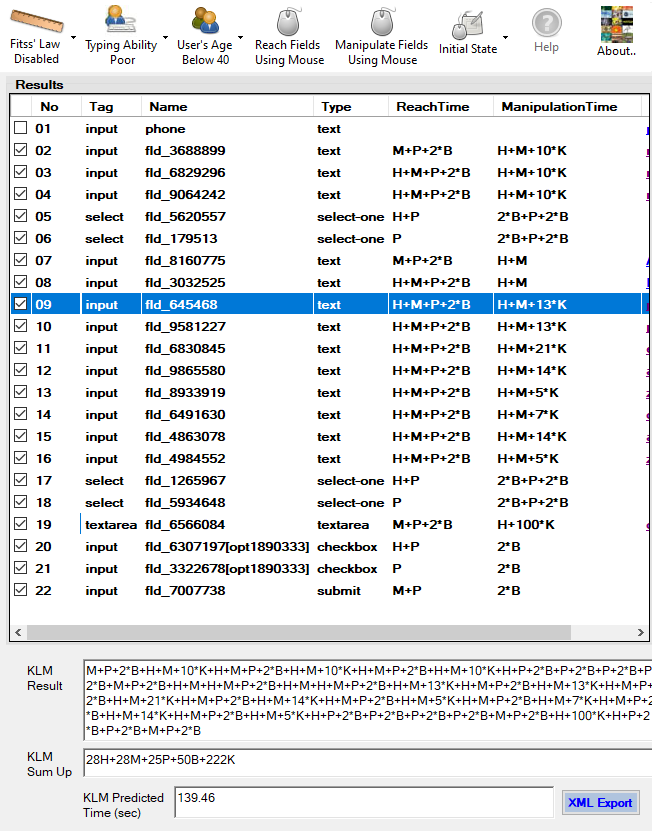 Fitss' Law
Disabled
Typing Ability
Poor
User's Age
Below 40
Reach Fields
Using Mouse
Manipulate Fields
Using Mouse
Initial State
Help
About..
Results
No Tag Name Type ReachTime ManipulationTime
01 input phone text
02 input fld_3688899 text M+P+2*B H+M+10*K
03 input fld_6829296 text H+M+P+2*B H+M+10*K
04 input fld_9064242 text H+M+P+2*B H+M+10*K
05 select fld_5620557 select-one H+P 2*B+P+2*B
06 select fld_179513 select-one P 2*B+P+2*B
07 input fld_8160775 text M+P+2*B H+M
08 input fld_3032525 text H+M+P+2*B H+M
09 input fld_645468 text H+M+P+2*B H+M+13*K
10 input fld_9581227 text H+M+P+2*B H+M+13*K
11 input fld_6830845 text H+M+P+2*B H+M+21*K
12 input fld_9865580 text H+M+P+2*B H+M+14*K
13 input fld_8933919 text H+M+P+2*B H+M+5*K
14 input fld_6491630 text H+M+P+2*B H+M+7*K
15 input fld_4863078 text H+M+P+2*B H+M+14*K
16 input fld_4984552 text H+M+P+2*B H+M+5*K
17 select fld_1265967 select-one H+P 2*B+P+2*B
18 select fld_5934648 select-one P 2*B+P+2*B
19 textarea fld_6566084 textarea M+P+2*B H+100*K
20 input fld_6307197[opt1890333] checkbox H+P 2*B
21 input fld_3322678[opt1890333] checkbox P 2*B
22 input fld_7007738 submit M+P 2*B
KLM
Result
M+P+2*B+H+M+10*K+H+M+P+2*B+H+M+10*K+H+M+P+2*B+H+M+10*K+H+P+2*B+P+2*B+P+2*B+P+
2*B+M+P+2*B+H+M+H+M+P+2*B+H+M+H+M+P+2*B+H+M+13*K+H+M+P+2*B+H+M+13*K+H+M+P+
2*B+H+M+21*K+H+M+P+2*B+H+M+14*K+H+M+P+2*B+H+M+5*K+H+M+P+2*B+H+M+7*K+H+M+P+2
*B+H+M+14*K+H+M+P+2*B+H+M+5*K+H+P+2*B+P+2*B+P+2*B+P+2*B+M+P+2*B+H+100*K+H+P+2
*B+P+2*B+M+P+2*B
KLM
Sum Up
28H+28M+25P+50B+222K
KLM Predicted
Time (sec)
139.46
XML Export